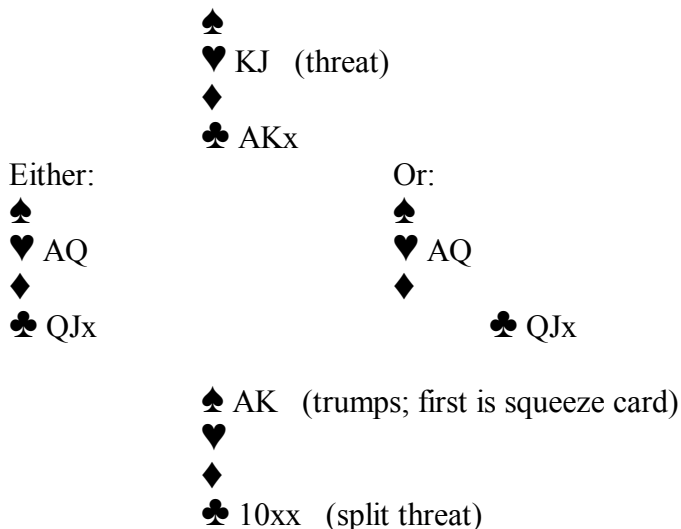 ♠
♥ KJ (threat)
♦
♣ AKx
Either: Or:
♠ ♠
♥ AQ ♥ AQ
♦ ♦
♣ QJx ♣ QJx
♠ AK (trumps; first is squeeze card)
♥
♦
♣ 10xx (split threat)